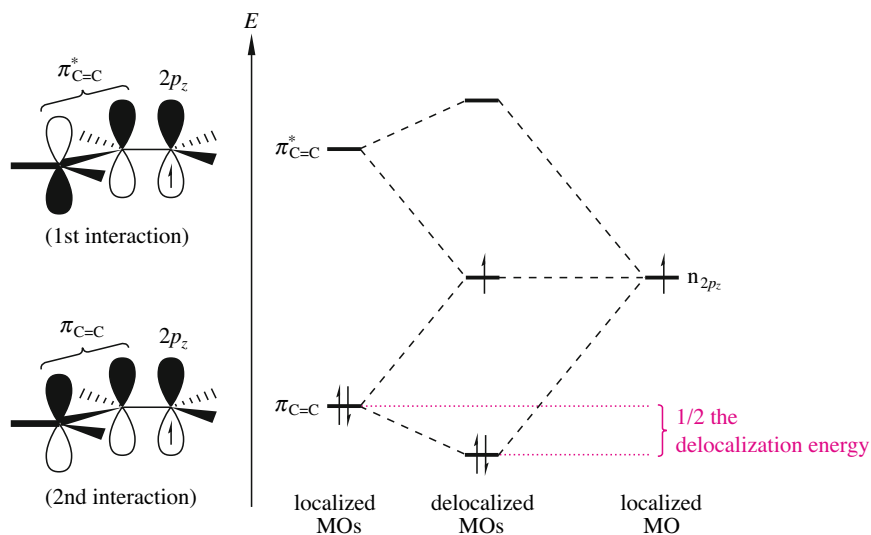 E
π*C=C
2pz
(1st interaction)
π*C=C
n2pz
πC=C
2pz
(2nd interaction)
πC=C
1/2 the
delocalization energy
localized
MOs
delocalized
MOs
localized
MO